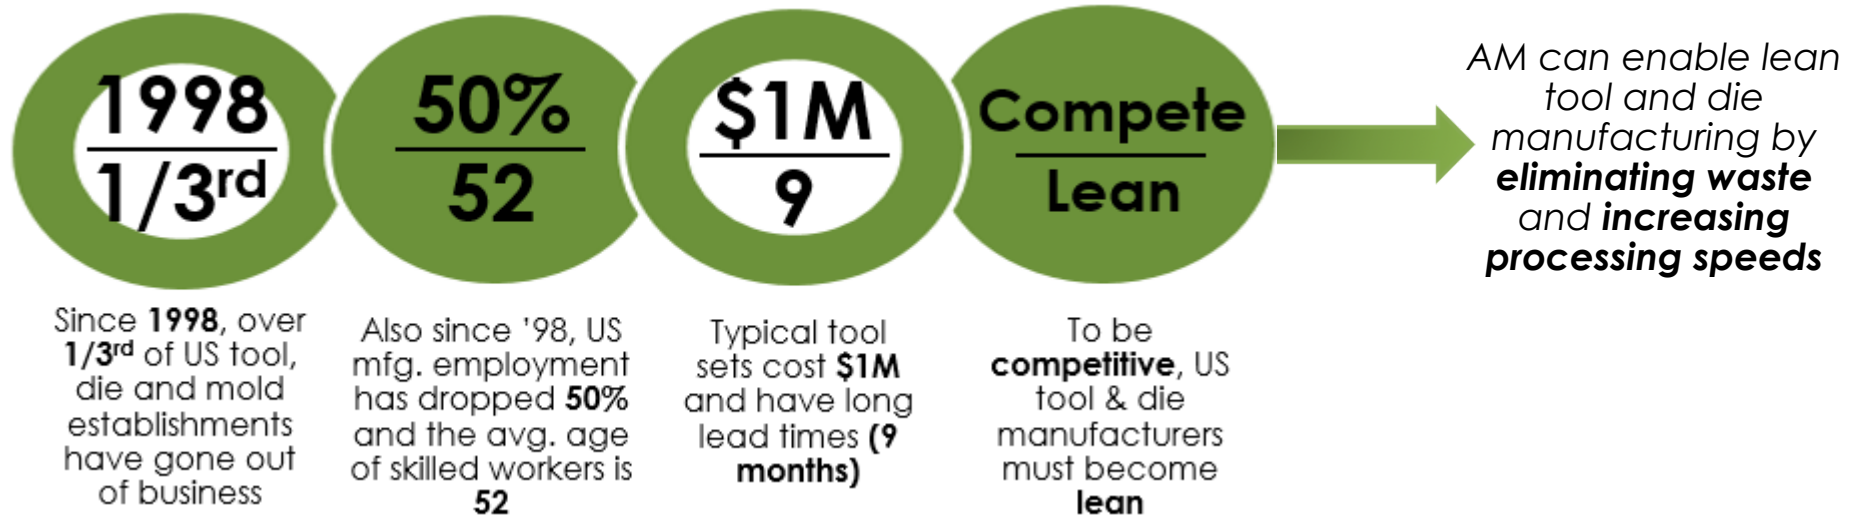 1998
1/3rd
50%
52
$1M
9
Compete
Lean
AM can enable lean
tool and die
manufacturing by
eliminating waste
and increasing
processing speeds
Since 1998, over
1/3rd of US tool,
die and mold
establishments
have gone out
of business
Also since ’98, US
mfg. employment
has dropped 50%
and the avg. age
of skilled workers is
52
Typical tool
sets cost $1M
and have long
lead times (9
months)
To be
competitive, US
tool & die
manufacturers
must become
lean